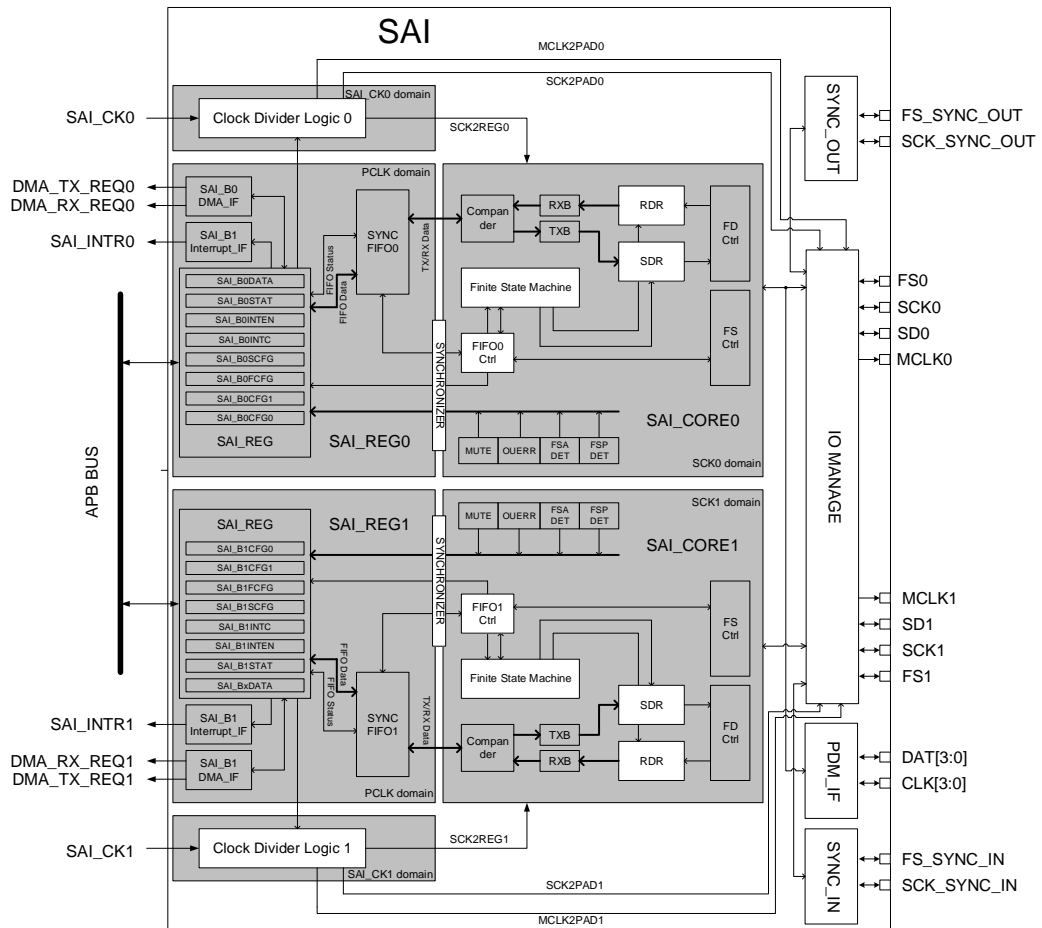 SAI
MCLK2PAD0
SCK2PAD0
SAI_CK0 domain
SAI_CK0
Clock Divider Logic 0
SCK2REG0
SYNC_OUT
FS_SYNC_OUT
SCK_SYNC_OUT
PCLK domain
DMA_TX_REQ0
DMA_RX_REQ0
SAI_B0
DMA_IF
SAI_INTR0
SAI_B1
Interrupt_IF
SYNC
FIFO0
FIFO Status
FIFO Data
TX/RX Data
SAI_B0DATA
SAI_B0STAT
SAI_B0INTEN
SAI_B0INTC
SAI_B0SCFG
SAI_B0FCFG
SAI_B0CFG1
SAI_B0CFG0
SAI_REG
SAI_REG0
SYNCHRONIZER
Compa
nder
RXB
TXB
RDR
SDR
FD
Ctrl
Finite State Machine
FIFO0
Ctrl
FS
Ctrl
SAI_CORE0
MUTE
OUERR
FSA
DET
FSP
DET
SCK0 domain
IO MANAGE
FS0
SCK0
SD0
MCLK0
APB BUS
SAI_REG
SAI_REG1
SAI_B1CFG0
SAI_B1CFG1
SAI_B1FCFG
SAI_B1SCFG
SAI_B1INTC
SAI_B1INTEN
SAI_B1STAT
SAI_BxDATA
SYNCHRONIZER
SCK1 domain
MUTE
OUERR
FSA
DET
FSP
DET
SAI_CORE1
FIFO1
Ctrl
FS
Ctrl
Finite State Machine
FIFO Data
FIFO Status
SYNC
FIFO1
TX/RX Data
Compa
nder
TXB
RXB
SDR
RDR
FD
Ctrl
MCLK1
SD1
SCK1
FS1
SAI_INTR1
SAI_B1
Interrupt_IF
DMA_RX_REQ1
DMA_TX_REQ1
SAI_B1
DMA_IF
PCLK domain
PDM_IF
DAT[3:0]
CLK[3:0]
SAI_CK1
Clock Divider Logic 1
SCK2REG1
SAI_CK1 domain
SCK2PAD1
MCLK2PAD1
SYNC_IN
FS_SYNC_IN
SCK_SYNC_IN